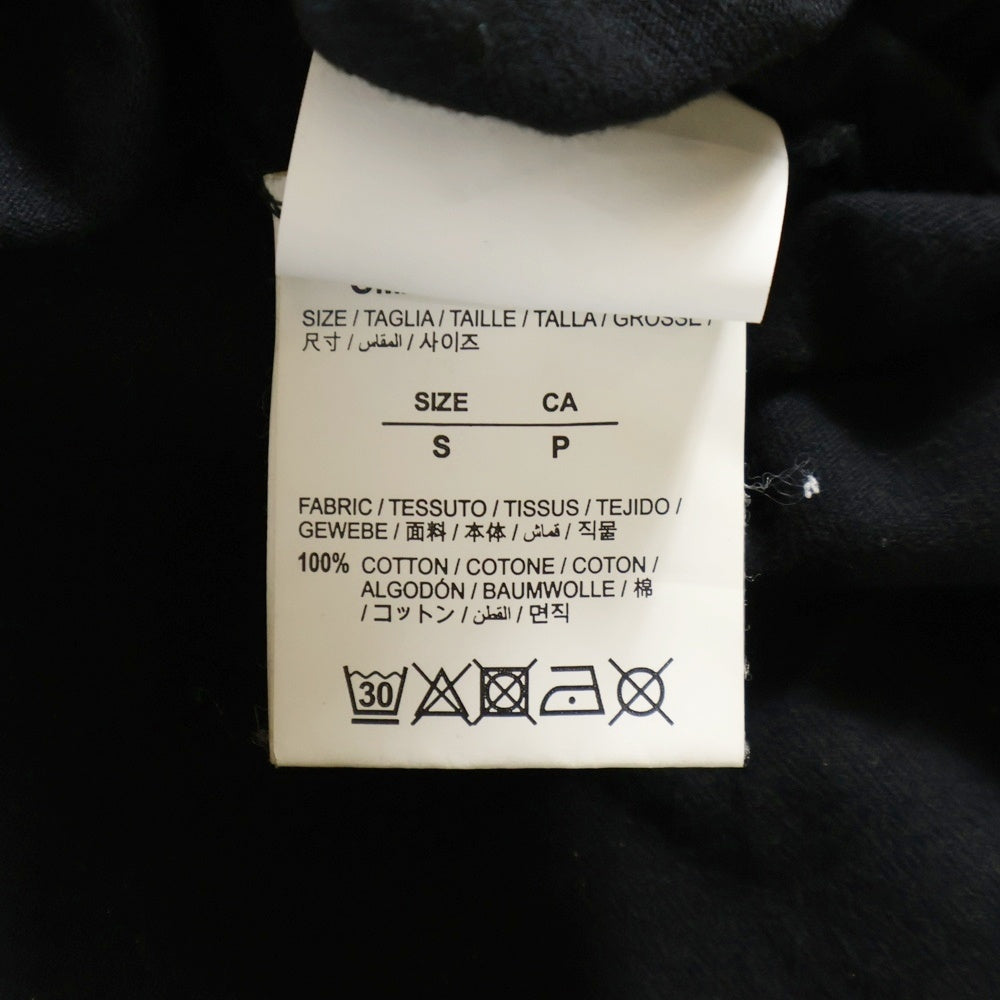 SIZE / TAGLIA / TAILLE / TALLA / GROSSE /
尺寸 / المقاس / 사이즈
SIZE CA
S P
FABRIC / TESSUTO / TISSUS / TEJIDO /
GEWEBE / 面料 / 本体 / قماش / 직물
100% COTTON / COTONE / COTON /
ALGODÓN / BAUMWOLLE / 棉
/ コットン / القطن / 면직
30